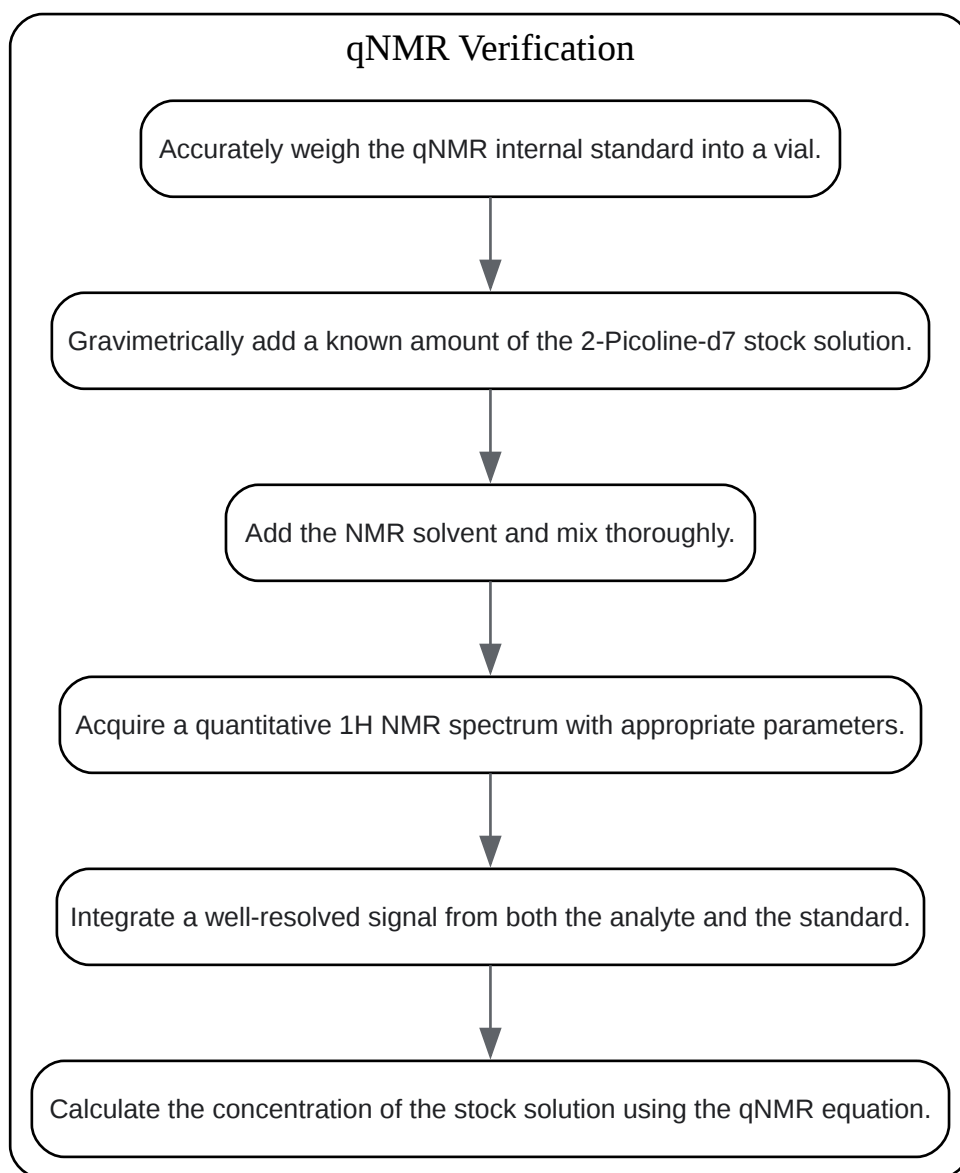 qNMR Verification
Accurately weigh the qNMR internal standard into a vial.
Gravimetrically add a known amount of the 2-Picoline-d7 stock solution.
Add the NMR solvent and mix thoroughly.
Acquire a quantitative 1H NMR spectrum with appropriate parameters.
Integrate a well-resolved signal from both the analyte and the standard.
Calculate the concentration of the stock solution using the qNMR equation.